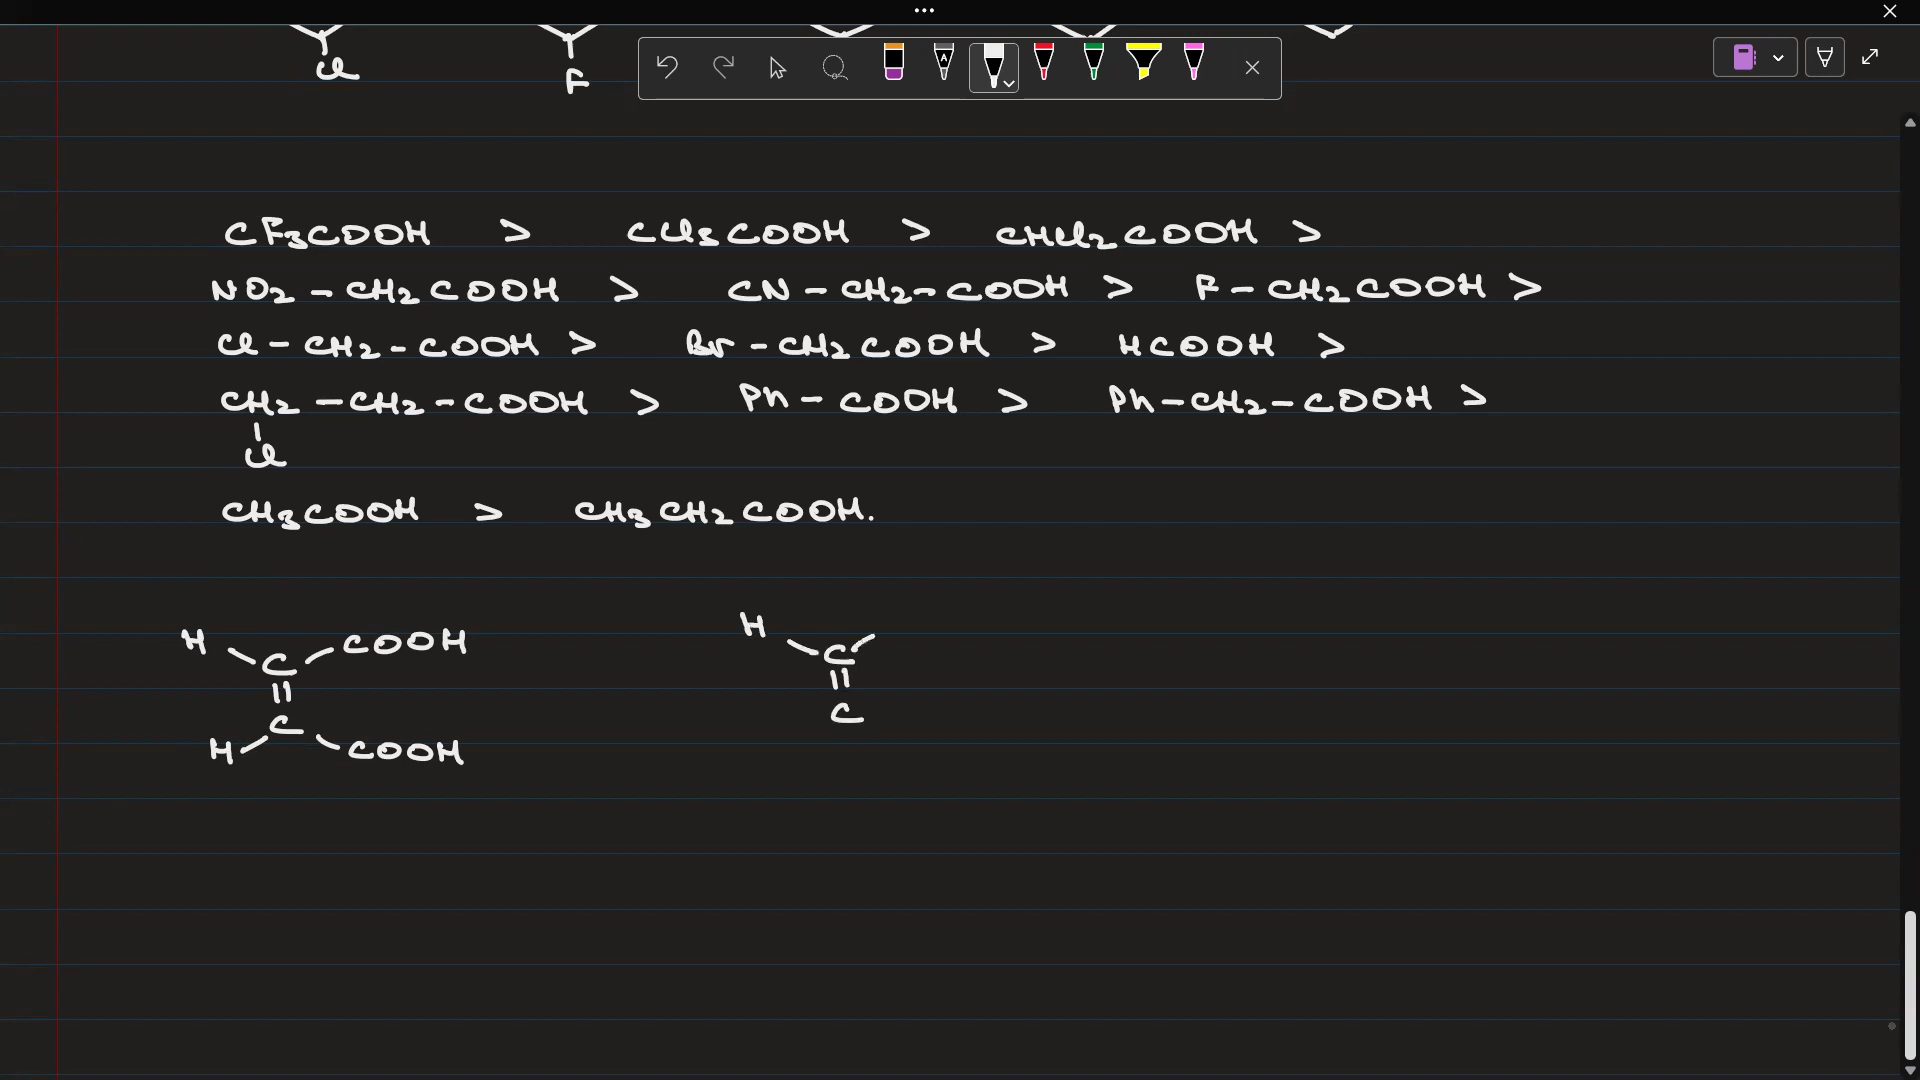 Cl
F
A
CF3COOH > CCl3COOH > CHCl2COOH >
NO2 - CH2COOH > CN - CH2 - COOH > F - CH2COOH >
Cl - CH2 - COOH > Br - CH2COOH > HCOOH >
CH2 - CH2 - COOH > Ph - COOH > Ph - CH2 - COOH >
Cl
CH3COOH > CH3CH2COOH.
H C COOH
H C COOH
H C
C